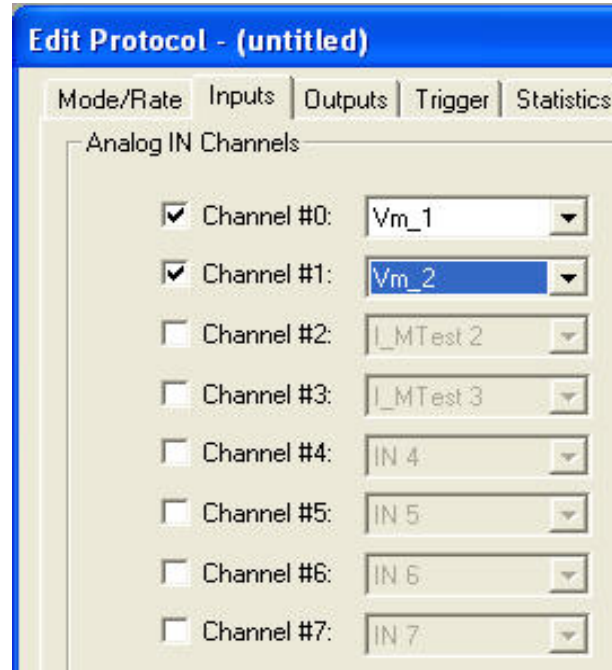 Edit Protocol - (untitled)
Mode/Rate Inputs Outputs Trigger Statistics
Analog IN Channels
Channel #0: Vm_1
Channel #1: Vm_2
Channel #2: I_MTest 2
Channel #3: I_MTest 3
Channel #4: IN 4
Channel #5: IN 5
Channel #6: IN 6
Channel #7: IN 7